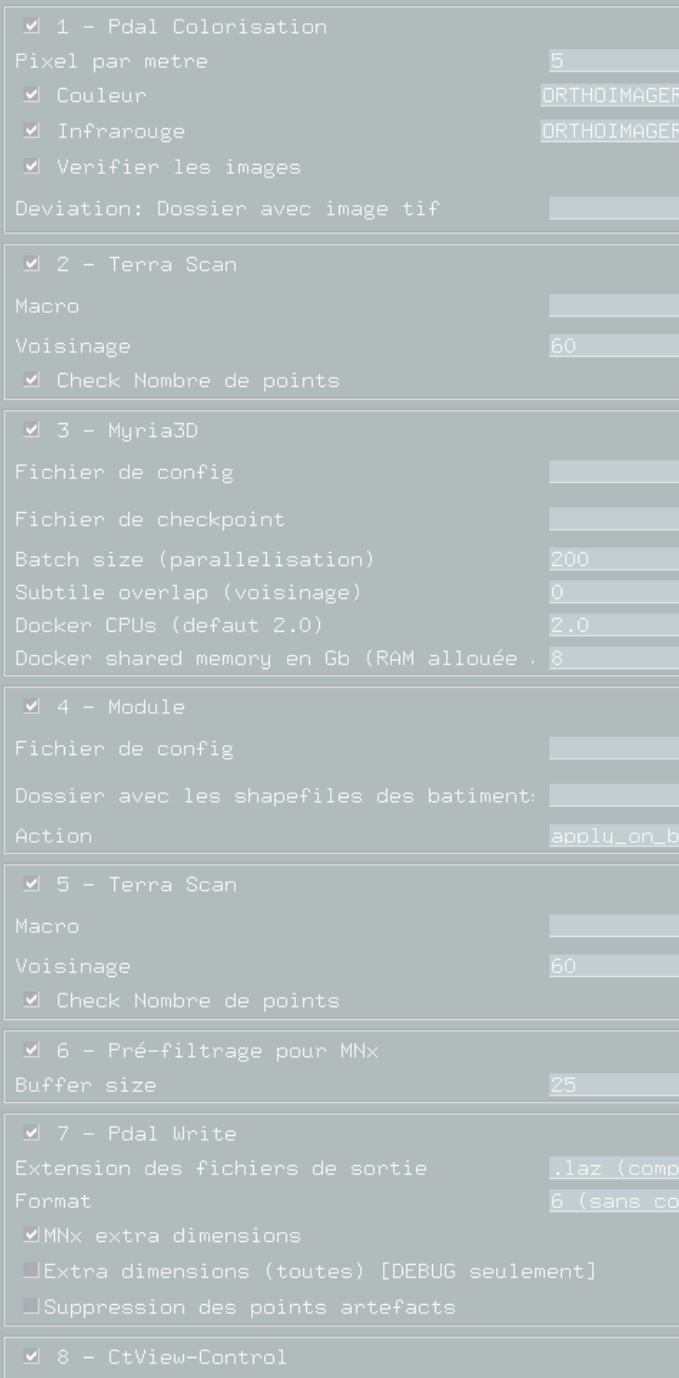 1 - Pdal Colorisation
Pixel par metre 5
Couleur ORTHOIMAGER
Infrarouge ORTHOIMAGER
Verifier les images
Deviation: Dossier avec image tif
2 - Terra Scan
Macro
Voisinage 60
Check Nombre de points
3 - Myria3D
Fichier de config
Fichier de checkpoint
Batch size (parallelisation) 200
Subtile overlap (voisinage) 0
Docker CPUs (defaut 2.0) 2.0
Docker shared memory en Gb (RAM allouée 8
4 - Module
Fichier de config
Dossier avec les shapefiles des batiments
Action apply_on_b
5 - Terra Scan
Macro
Voisinage 60
Check Nombre de points
6 - Pré-filtrage pour MNx
Buffer size 25
7 - Pdal Write
Extension des fichiers de sortie .laz (comp
Format 6 (sans co
MNx extra dimensions
Extra dimensions (toutes) [DEBUG seulement]
Suppression des points artefacts
8 - CtView-Control